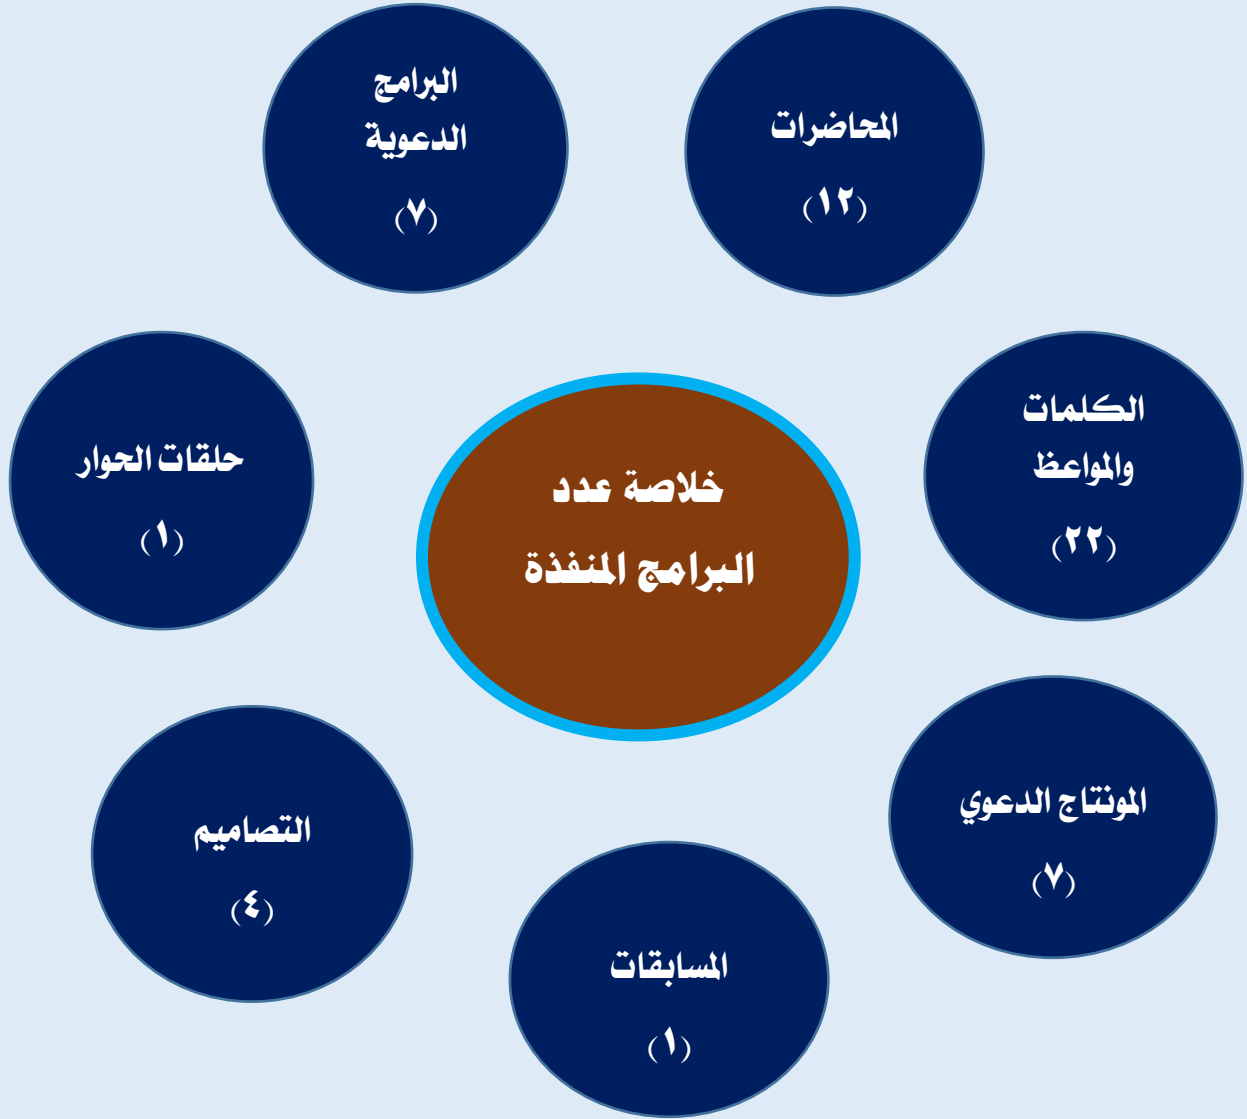 خلاصة عدد
البرامج المنفذة
المحاضرات
(١٢)
الكلمات
والمواعظ
(٢٢)
المونتاج الدعوي
(٧)
المسابقات
(١)
التصاميم
(٤)
حلقات الحوار
(١)
البرامج
الدعوية
(٧)